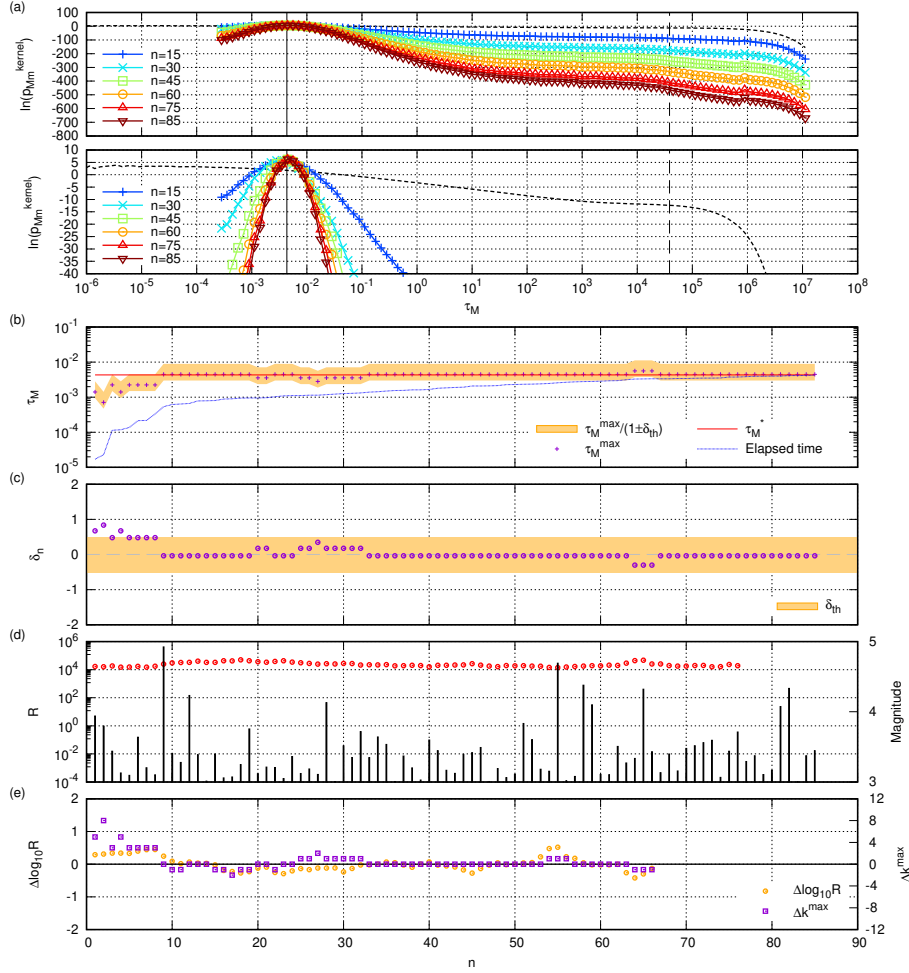 (a)
ln(p_Mm^kernel)
100
0
-100
-200
-300
-400
-500
600
700
800
n=15
n=30
n=45
n=60
n=75
n=85
ln(p_Mm^kernel)
10
5
0
-5
-10
-15
-20
-25
30
35
40
n=15
n=30
n=45
n=60
n=75
n=85
10^-6 10^-5 10^-4 10^-3 10^-2 10^-1 10^0 10^1 10^2 10^3 10^4 10^5 10^6 10^7 10^8
τ_M
(b)
τ_M
10^-1
10^-2
10^-3
10^-4
10^-5
τ_M^max/(1±δ_th)
τ_M^max
τ_M^*
Elapsed time
(c)
δ_n
2
1
0
-1
-2
δ_th
(d)
R
10^6
10^4
10^2
10^0
10^-2
10^-4
5
4
3
Magnitude
(e)
Δlog_10R
2
1
0
-1
-2
12
8
4
0
-4
-8
-12
Δk^max
Δlog_10R
Δk^max
0 10 20 30 40 50 60 70 80 90
n